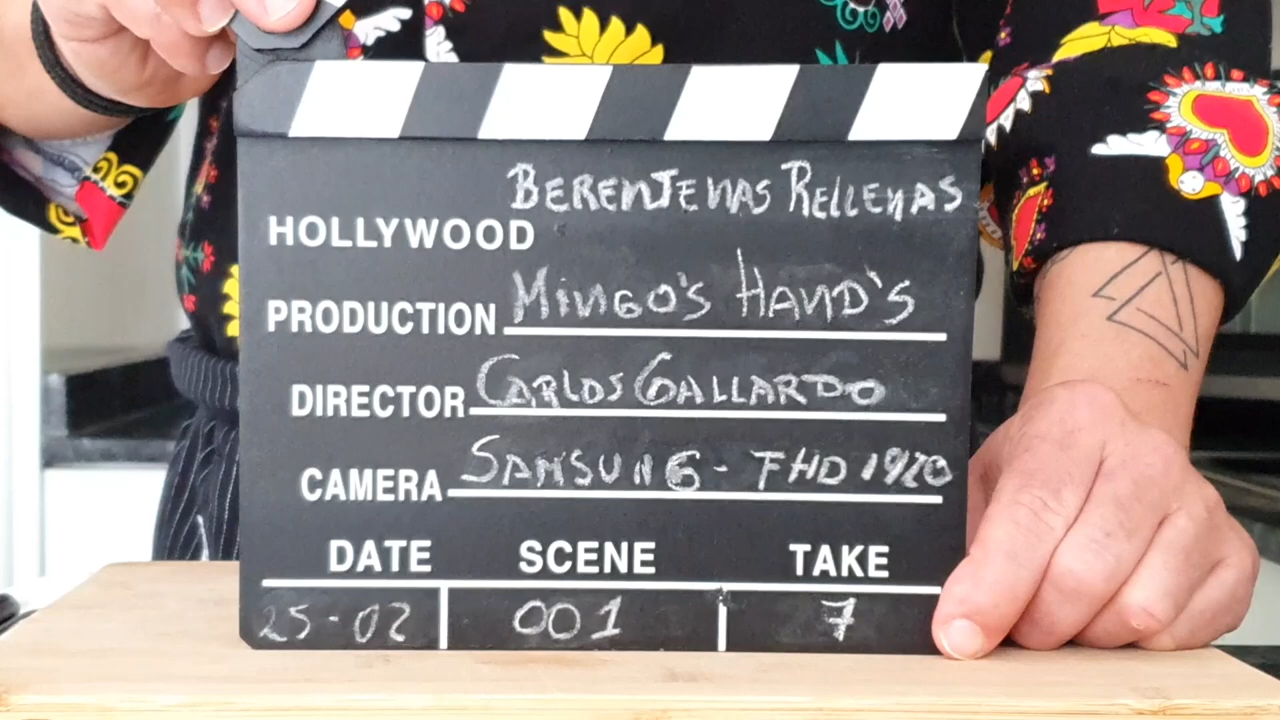 BERENJENAS RELLENAS
HOLLYWOOD
PRODUCTION MINGO'S HAND'S
DIRECTOR CARLOS GALLARDO
CAMERA SAMSUNG - FHD 1920
DATE SCENE TAKE
25-02 001 7